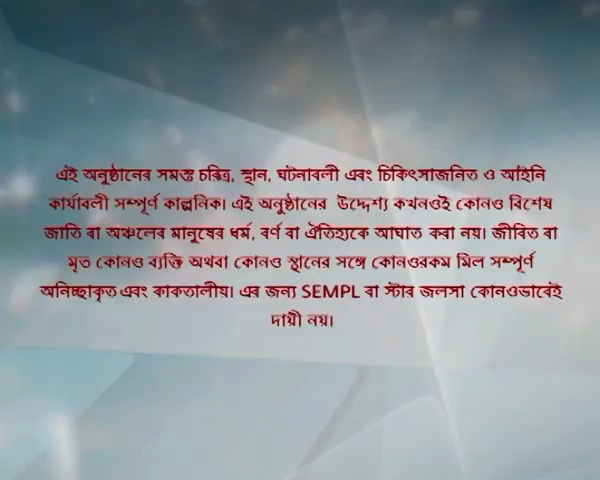 এই অনুষ্ঠানের সমস্ত চরিত্র, স্থান, ঘটনাবলী এবং চিকিৎসাজনিত ও আইনি
কার্যাবলী সম্পূর্ণ কাল্পনিক। এই অনুষ্ঠানের উদ্দেশ্য কখনওই কোনও বিশেষ
জাতি বা অঞ্চলের মানুষের ধর্ম, বর্ণ বা ঐতিহ্যকে আঘাত করা নয়। জীবিত বা
মৃত কোনও ব্যক্তি অথবা কোনও স্থানের সঙ্গে কোনওরকম মিল সম্পূর্ণ
অনিচ্ছাকৃত এবং কাকতালীয়। এর জন্য SEMPL বা স্টার জলসা কোনওভাবেই
দায়ী নয়।